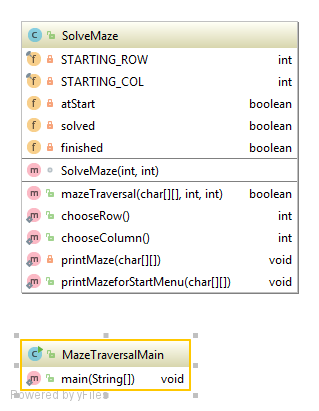 SolveMaze
STARTING_ROW int
STARTING_COL int
atStart boolean
solved boolean
finished boolean
SolveMaze(int, int)
mazeTraversal(char[][], int, int) boolean
chooseRow() int
chooseColumn() int
printMaze(char[][]) void
printMazeforStartMenu(char[][]) void
MazeTraversalMain
main(String[]) void
Powered by yFiles